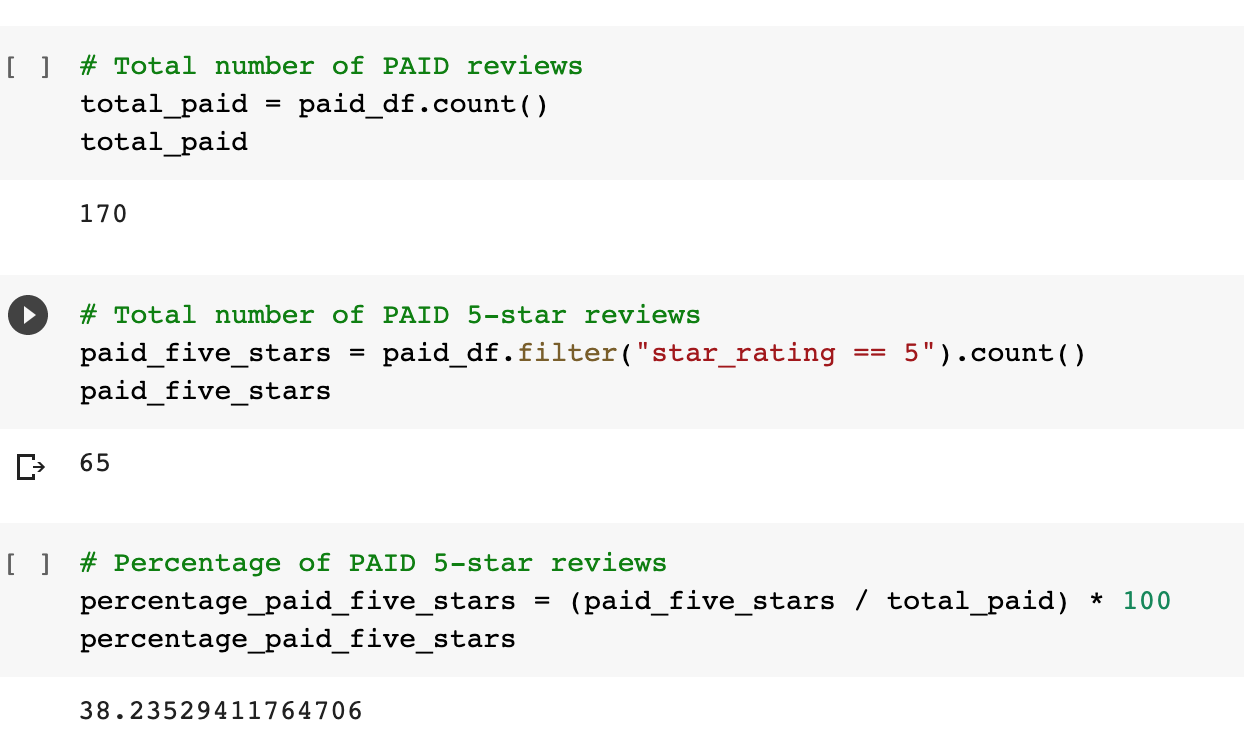 [ ] # Total number of PAID reviews
total_paid = paid_df.count()
total_paid
170
# Total number of PAID 5-star reviews
paid_five_stars = paid_df.filter("star_rating == 5").count()
paid_five_stars
65
[ ] # Percentage of PAID 5-star reviews
percentage_paid_five_stars = (paid_five_stars / total_paid) * 100
percentage_paid_five_stars
38.23529411764706